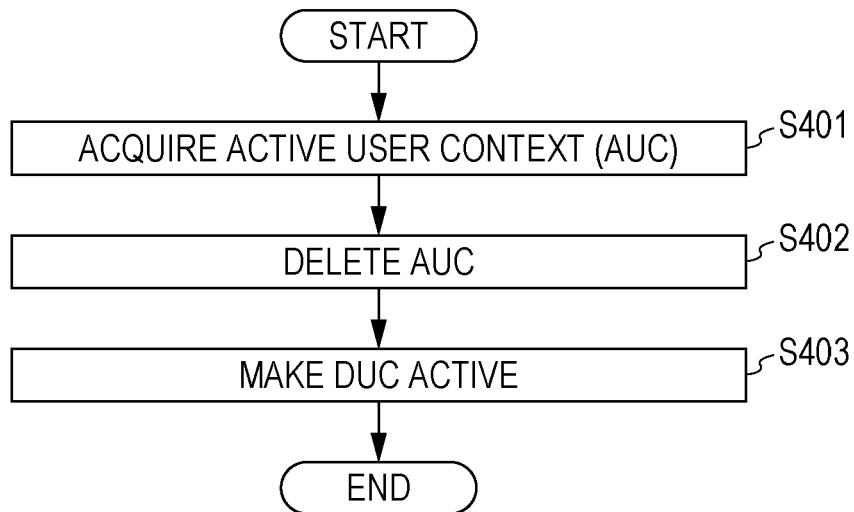 START
ACQUIRE ACTIVE USER CONTEXT (AUC)
S401
DELETE AUC
S402
MAKE DUC ACTIVE
S403
END